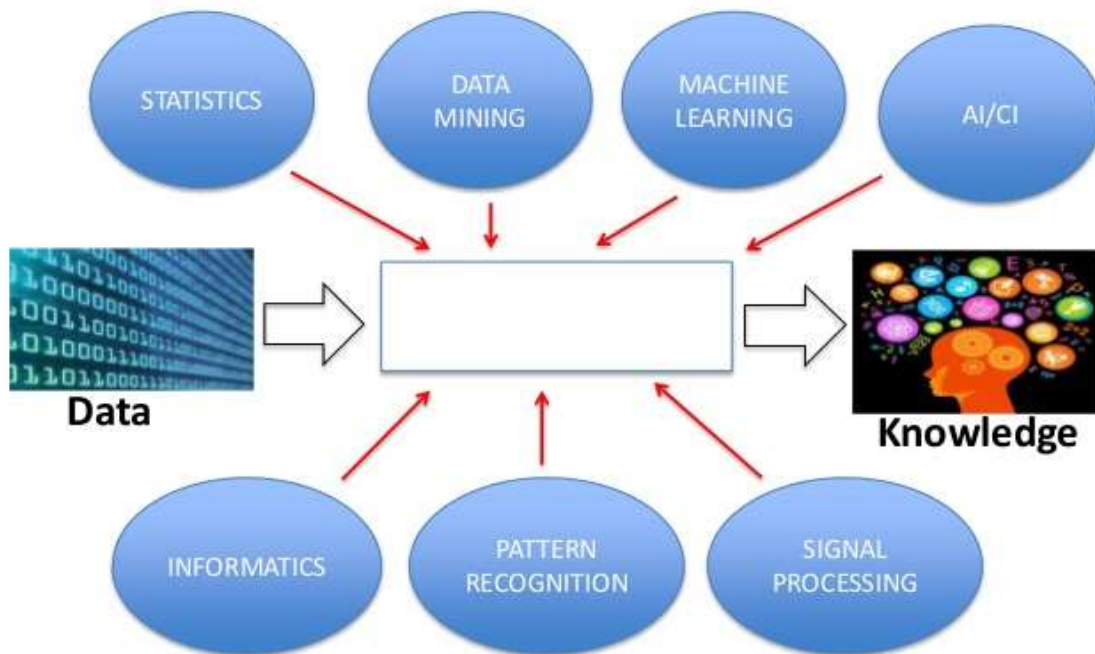 STATISTICS
DATA
MINING
MACHINE
LEARNING
AI/CI
Data
Knowledge
INFORMATICS
PATTERN
RECOGNITION
SIGNAL
PROCESSING